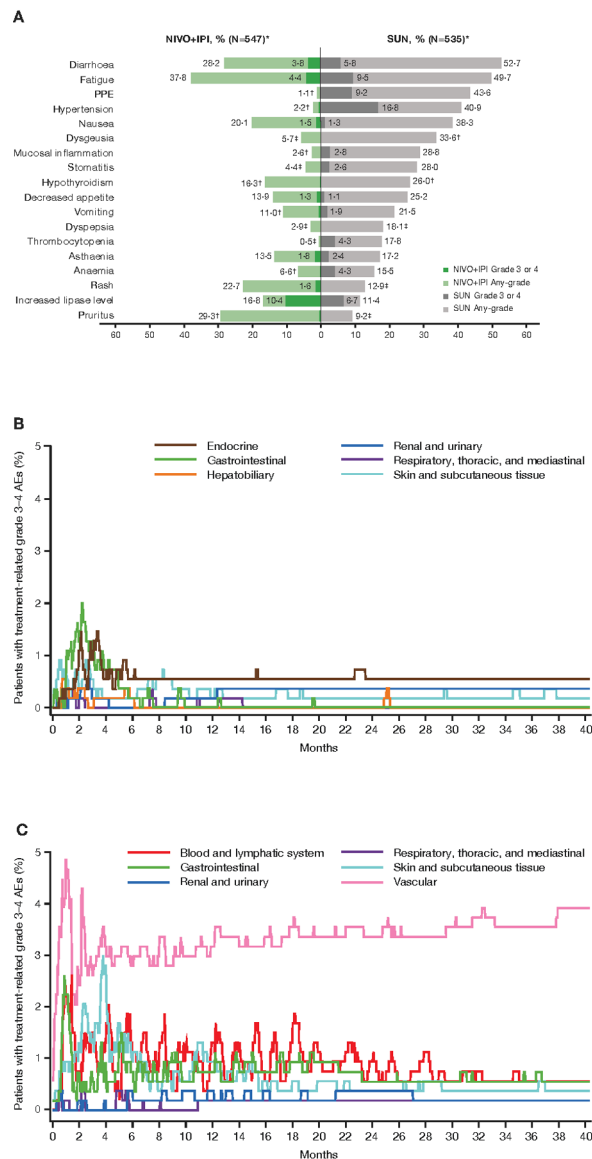 A
NIVO+IPI, % (N=547)* SUN, % (N=535)*
Diarrhoea 28·2 3·8 5·8 52·7
Fatigue 37·8 4·4 9·5 49·7
PPE 1·1† 9·2 43·6
Hypertension 2·2† 16·8 40·9
Nausea 20·1 1·5 1·3 38·3
Dysgeusia 5·7‡ 33·6†
Mucosal inflammation 2·6† 2·8 28·8
Stomatitis 4·4‡ 2·6 28·0
Hypothyroidism 16·3† 26·0†
Decreased appetite 13·9 1·3 1·1 25·2
Vomiting 11·0† 1·9 21·5
Dyspepsia 2·9‡ 18·1‡
Thrombocytopenia 0·5‡ 4·3 17·8
Asthaenia 13·5 1·8 2·4 17·2
Anaemia 6·6† 4·3 15·5
Rash 22·7 1·6 12·9‡
Increased lipase level 16·8 10·4 6·7 11·4
Pruritus 29·3† 9·2‡
NIVO+IPI Grade 3 or 4
NIVO+IPI Any-grade
SUN Grade 3 or 4
SUN Any-grade
60 50 40 30 20 10 0 10 20 30 40 50 60
B
Patients with treatment-related grade 3–4 AEs (%)
Endocrine Renal and urinary
Gastrointestinal Respiratory, thoracic, and mediastinal
Hepatobiliary Skin and subcutaneous tissue
5
4
3
2
1
0
0 2 4 6 8 10 12 14 16 18 20 22 24 26 28 30 32 34 36 38 40
Months
C
Patients with treatment-related grade 3–4 AEs (%)
Blood and lymphatic system Respiratory, thoracic, and mediastinal
Gastrointestinal Skin and subcutaneous tissue
Renal and urinary Vascular
5
4
3
2
1
0
0 2 4 6 8 10 12 14 16 18 20 22 24 26 28 30 32 34 36 38 40
Months